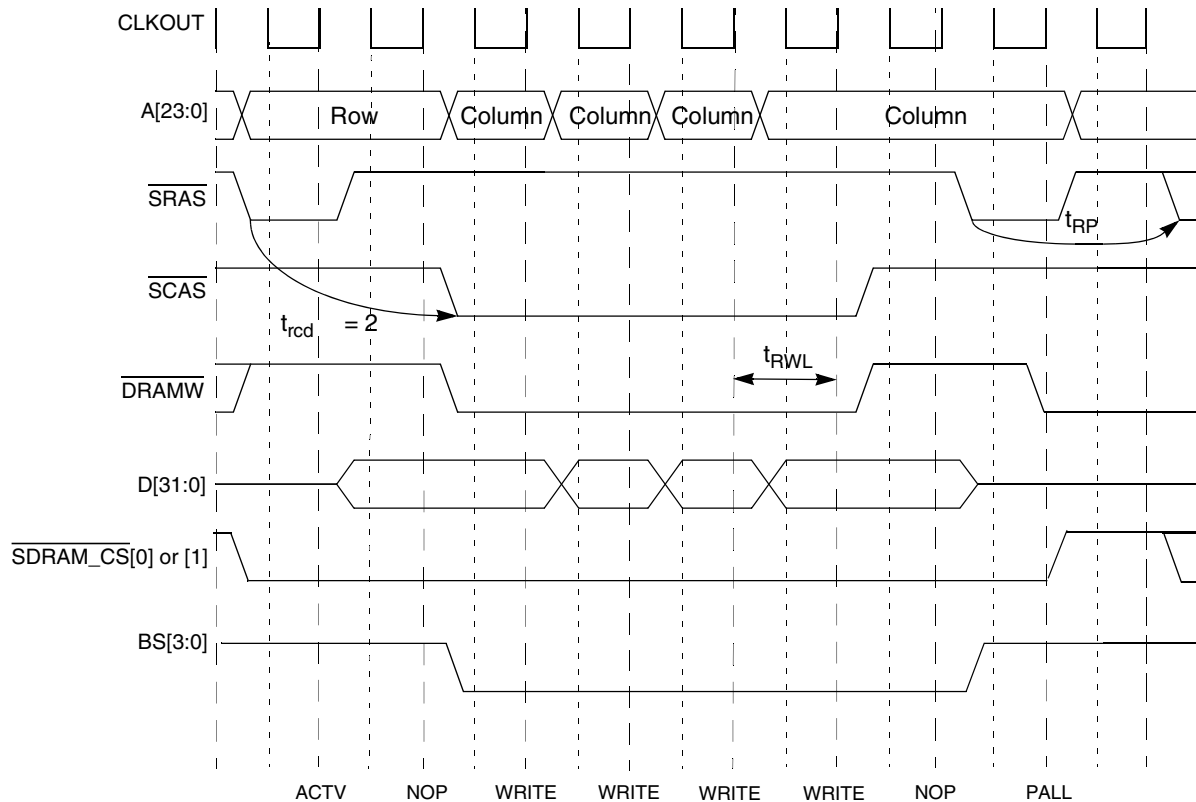 CLKOUT
A[23:0]
Row
Column
Column
Column
Column
SRAS
tRP
SCAS
trcd = 2
tRWL
DRAMW
D[31:0]
SDRAM_CS[0] or [1]
BS[3:0]
ACTV NOP WRITE WRITE WRITE WRITE NOP PALL